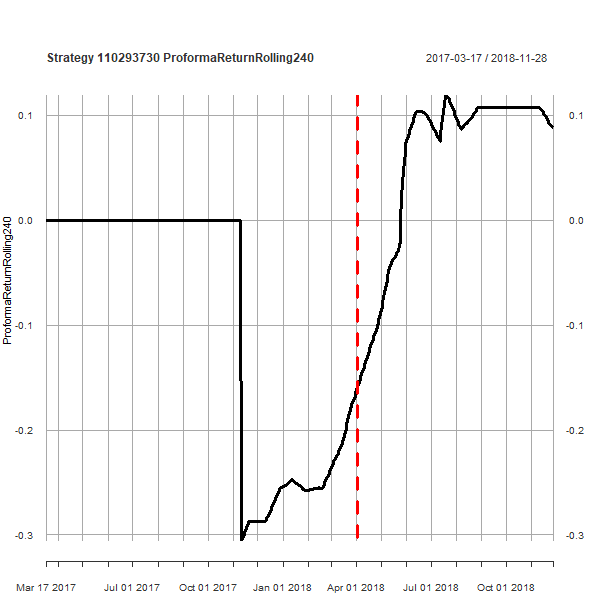 Strategy 110293730 ProformaReturnRolling240
2017-03-17 / 2018-11-28
ProformaReturnRolling240
0.1
0.0
-0.1
-0.2
-0.3
0.1
0.0
-0.1
-0.2
-0.3
Mar 17 2017
Jul 01 2017
Oct 01 2017
Jan 01 2018
Apr 01 2018
Jul 01 2018
Oct 01 2018